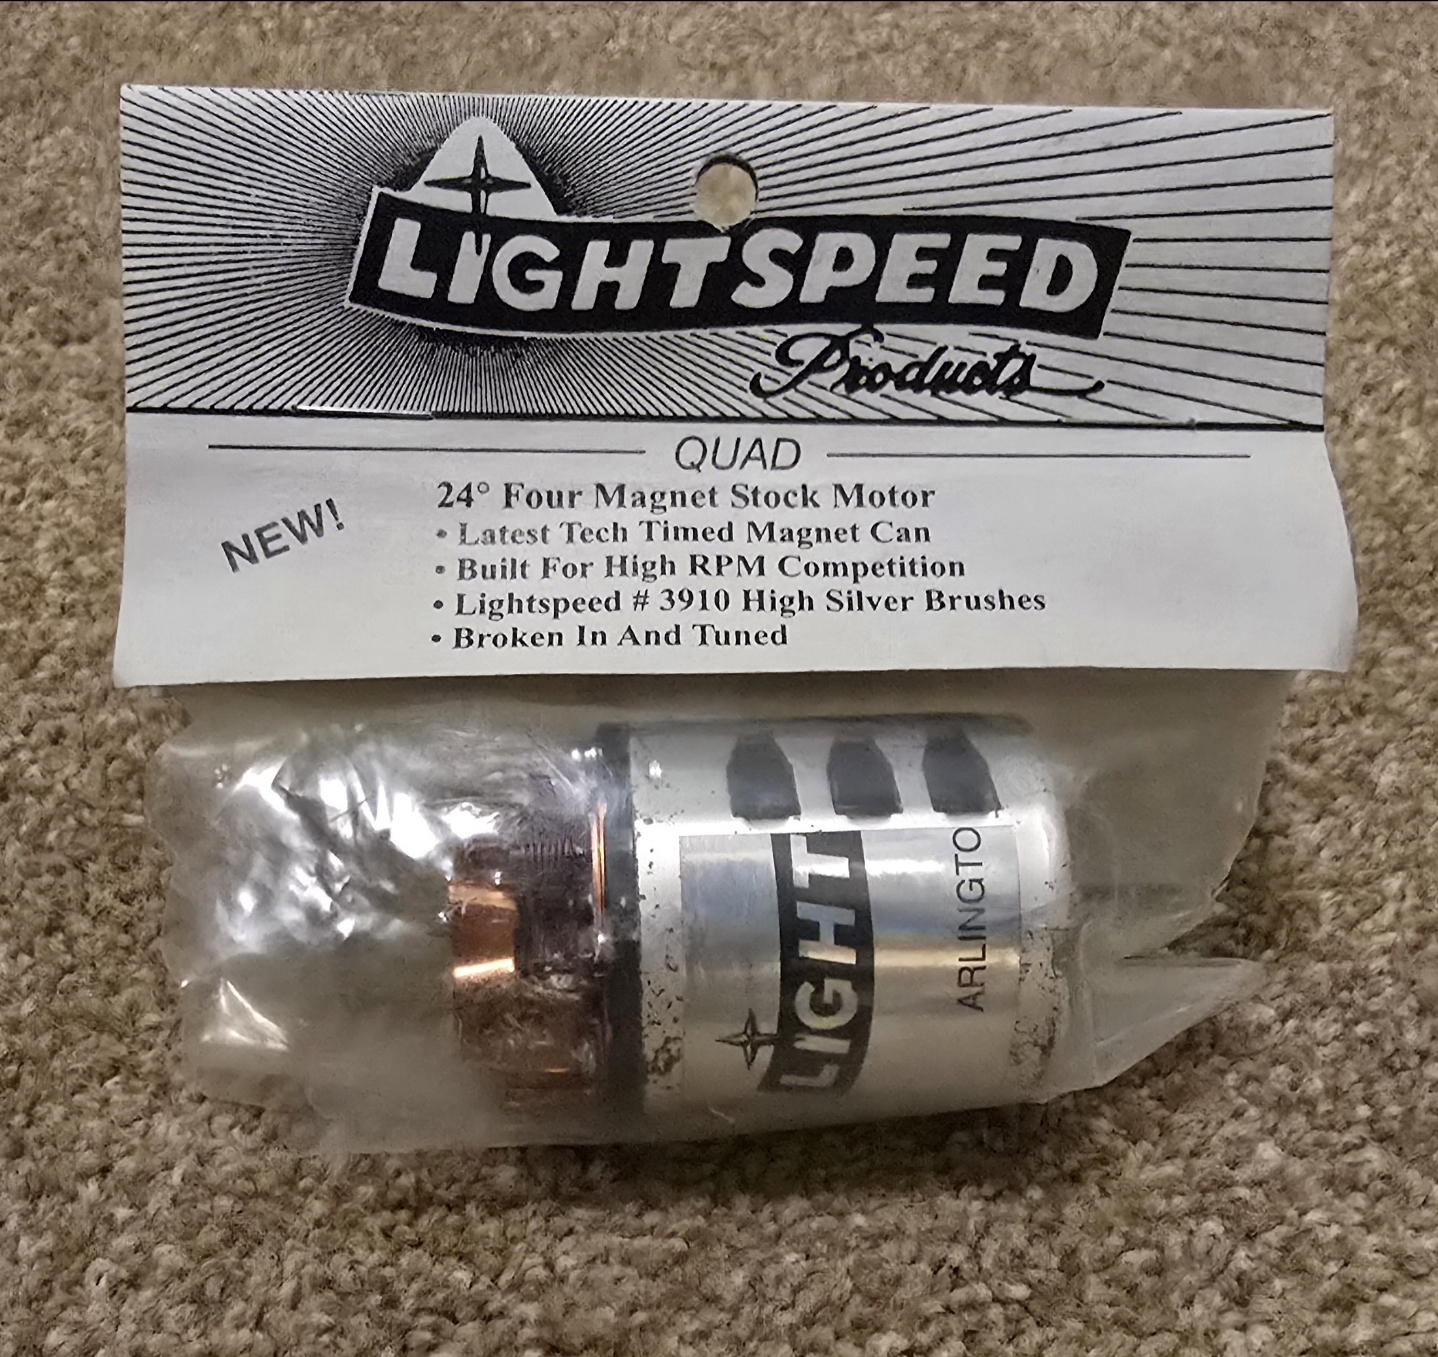 LIGHTSPEED
Products
QUAD
NEW!
24° Four Magnet Stock Motor
• Latest Tech Timed Magnet Can
• Built For High RPM Competition
• Lightspeed # 3910 High Silver Brushes
• Broken In And Tuned
LIGHT
ARLINGTO